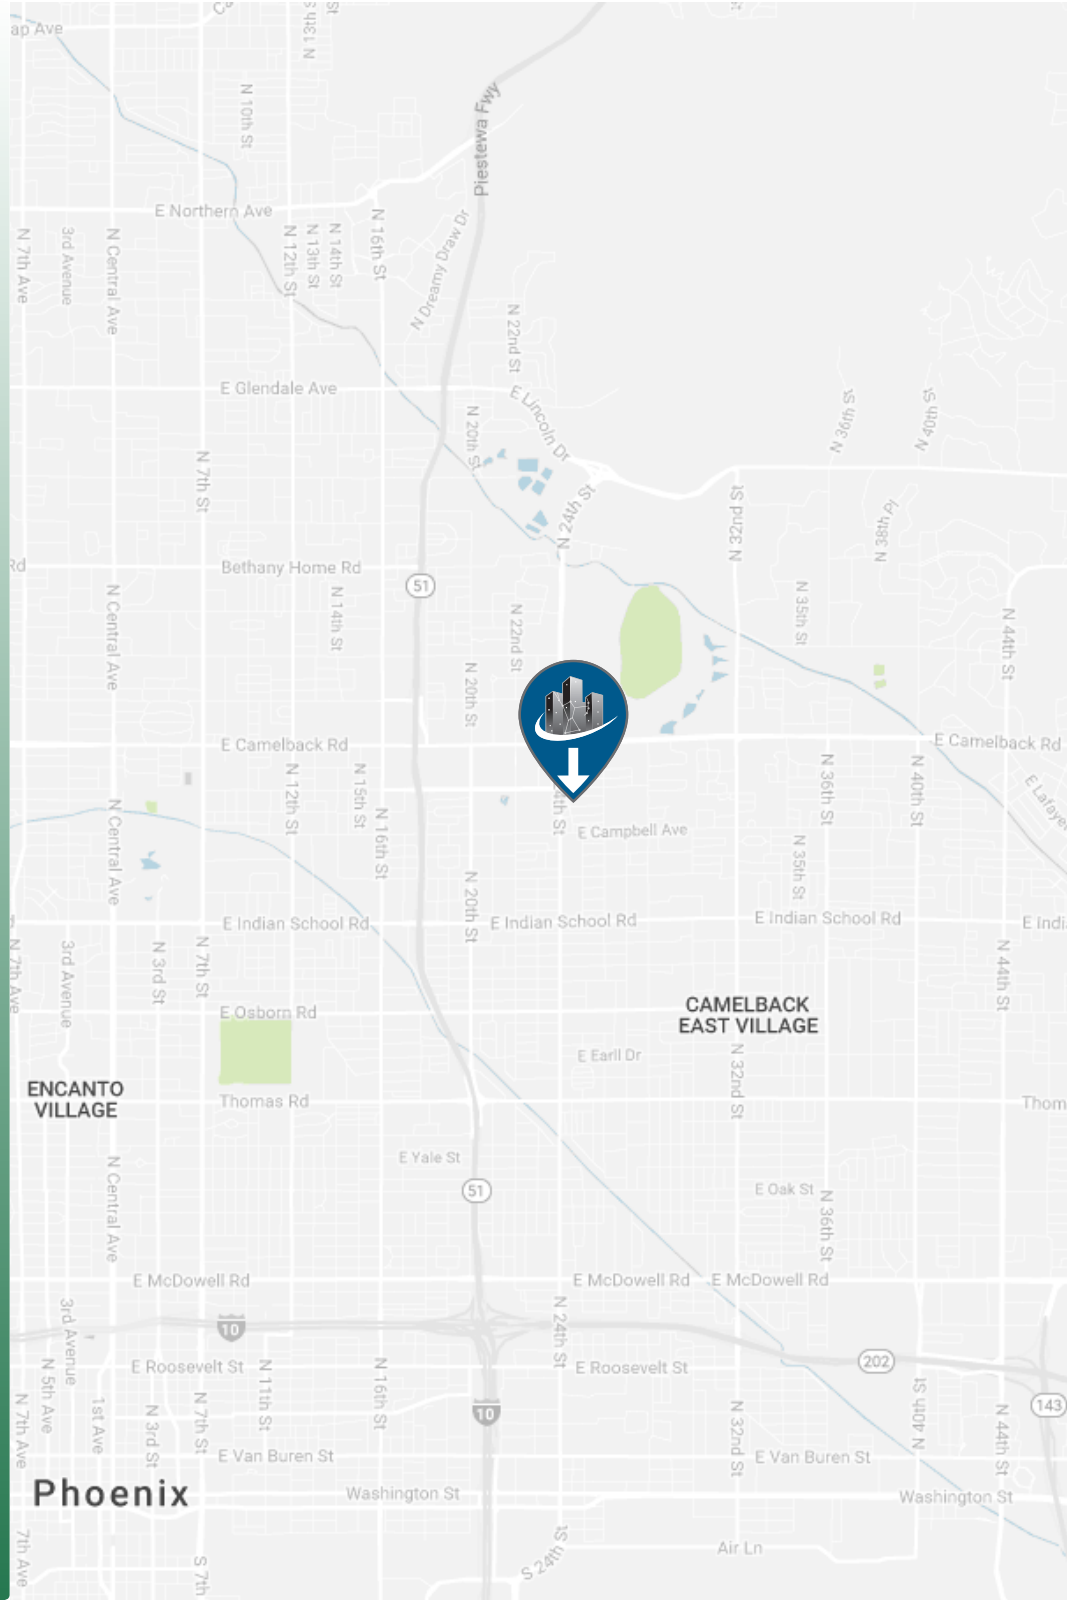 ap Ave
N 13th S
St
N 10th St
Piestewa Fwy
E Northern Ave
N 7th Ave
3rd Avenue
N Central Ave
N 12th St
N 13th St
N 14th St
N 16th St
N Dreamy Draw Dr
N 22nd St
E Glendale Ave
E Lincoln Dr
N 36th St
N 40th S
N 20th St
N 7th St
N 24th St
N 32nd St
N 38th Pl
Rd
Bethany Home Rd
51
N Central Ave
N 14th St
N 22nd St
N 35th St
N 44th St
N 20th St
E Camelback Rd
E Camelback Rd
N 12th St
N 15th St
N 16th St
4th St
N 36th St
N 40th St
E Lafaye
N Central Ave
E Campbell Ave
N 35th St
N 20th St
E Indian School Rd
E Indian School Rd
E Indian School Rd
E Indi
N 7th Ave
3rd Avenue
N 3rd St
N 7th St
N 44th St
CAMELBACK
EAST VILLAGE
E Osborn Rd
E Earll Dr
N 32nd St
ENCANTO
VILLAGE
Thomas Rd
Thom
E Yale St
N Central Ave
51
E Oak St
N 36th St
E McDowell Rd
E McDowell Rd
E McDowell Rd
3rd Avenue
10
N 24th St
E Roosevelt St
E Roosevelt St
202
N 5th Ave
N 11th St
N 16th St
N 7th Ave
1st Ave
N 3rd St
N 7th St
10
N 32nd St
N 40th St
N 44th St
143
E Van Buren St
E Van Buren St
Phoenix
Washington St
Washington St
7th Ave
S 7th
S 24th St
Air Ln